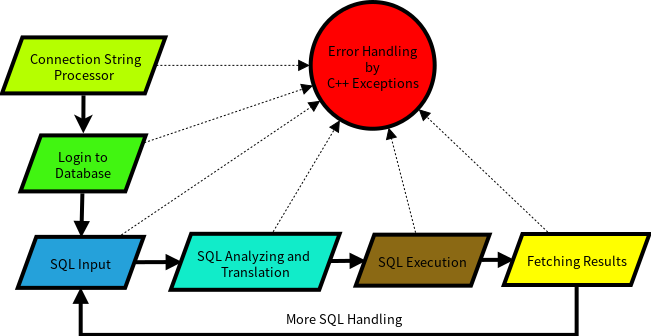 Connection String
Processor
Error Handling
by
C++ Exceptions
Login to
Database
SQL Input
SQL Analyzing and
Translation
SQL Execution
Fetching Results
More SQL Handling